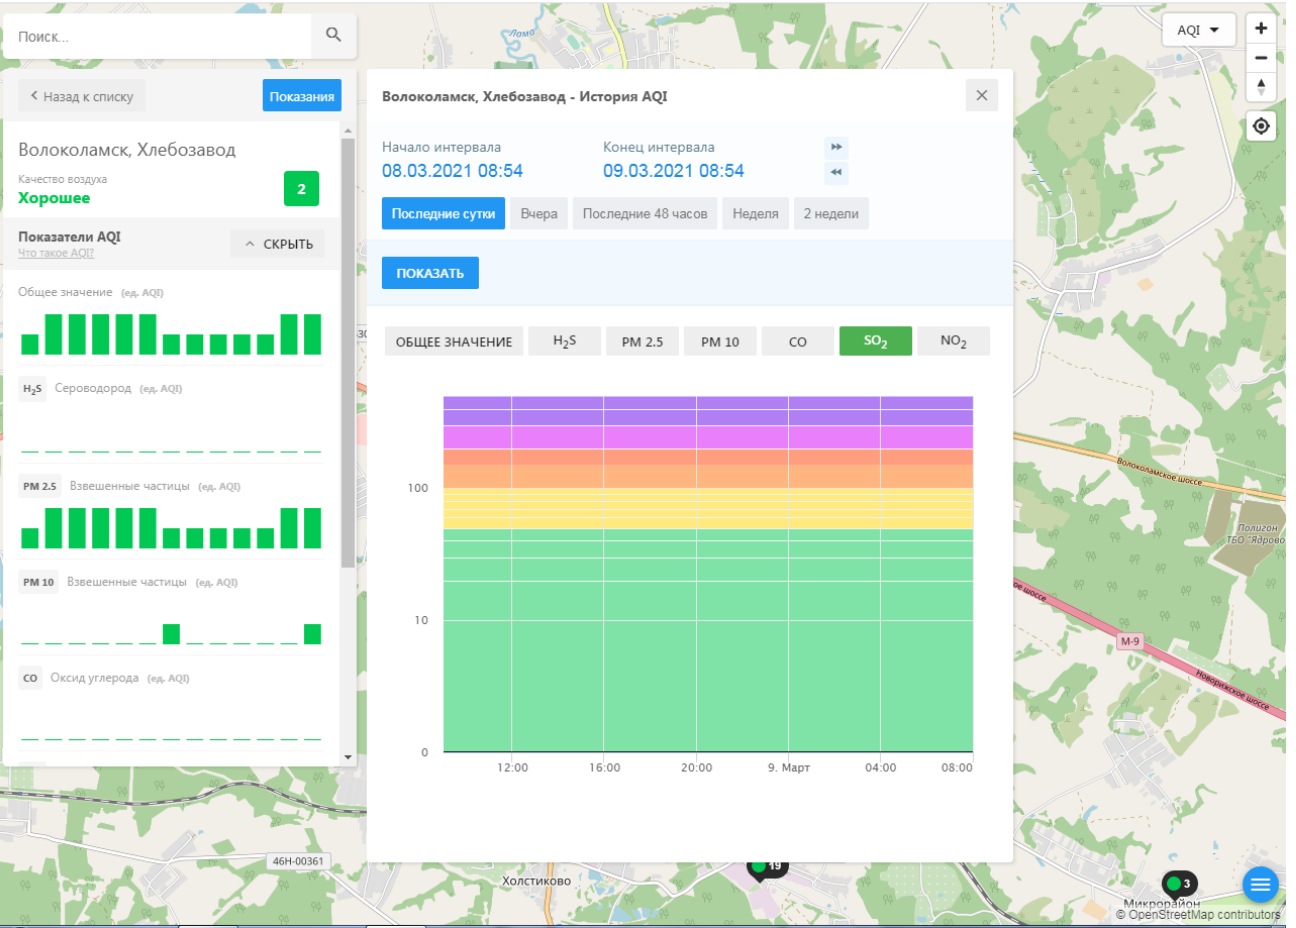 Поиск...
Лама
AQI
Назад к списку
Показания
Волоколамск, Хлебозавод
Качество воздуха
Хорошее
2
Показатели AQI
Что такое AQI?
СКРЫТЬ
Общее значение (ед. AQI)
H2S Сероводород (ед. AQI)
PM 2.5 Взвешенные частицы (ед. AQI)
PM 10 Взвешенные частицы (ед. AQI)
CO Оксид углерода (ед. AQI)
Волоколамск, Хлебозавод - История AQI
Начало интервала
08.03.2021 08:54
Конец интервала
09.03.2021 08:54
Последние сутки
Вчера
Последние 48 часов
Неделя
2 недели
ПОКАЗАТЬ
ОБЩЕЕ ЗНАЧЕНИЕ
H2S
PM 2.5
PM 10
CO
SO2
NO2
100
10
0
12:00
16:00
20:00
9. Март
04:00
08:00
Волоколамское шоссе
Полигон
ТБО "Ядрово
ое шоссе
М-9
Новорижское шоссе
46Н-00361
Холстиково
19
3
Микрорайон
© OpenStreetMap contributors